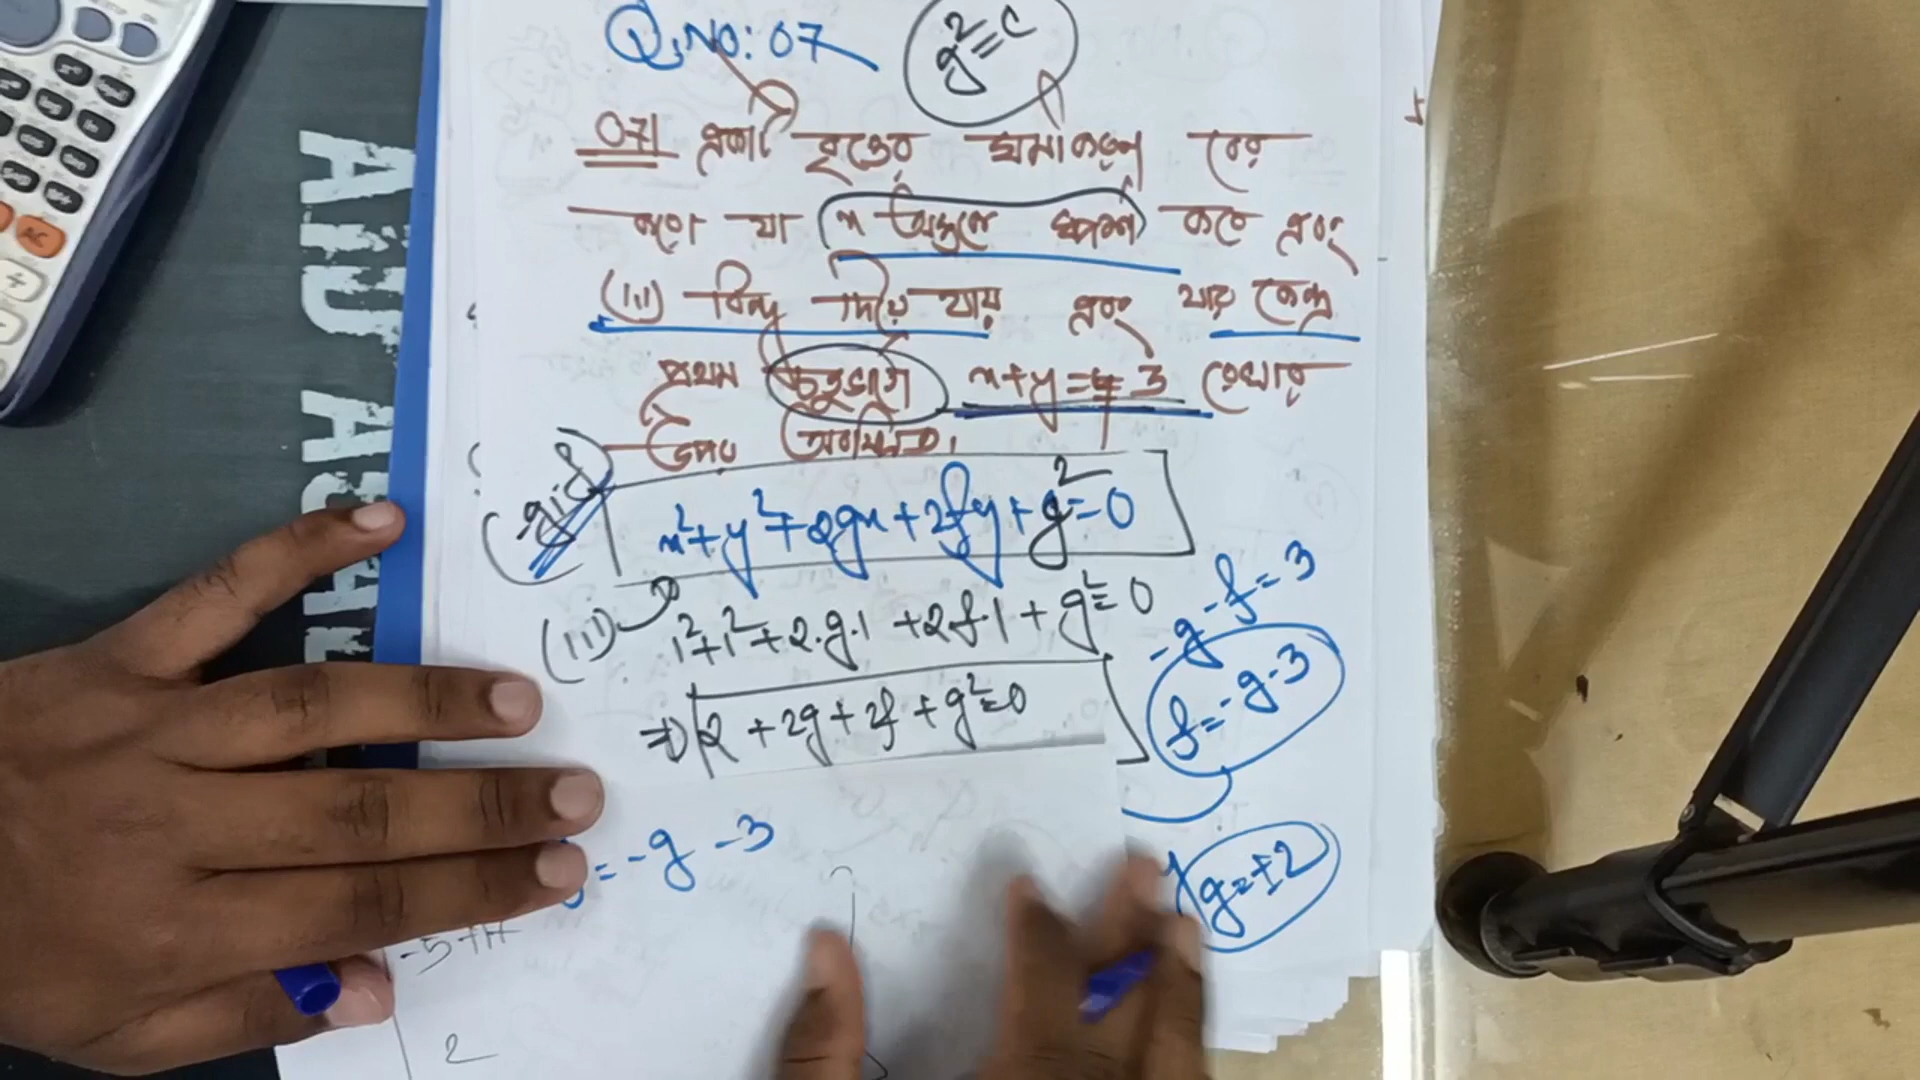 Q.NO: 07
g²=c
07। একটি বৃত্তের সমীকরণ বের
করো যা x অক্ষকে স্পর্শ করে এবং
(1,1) বিন্দু দিয়ে যায় এবং যার কেন্দ্র
প্রথম চতুর্ভাগে x+y=3 রেখার
উপর অবস্থিত।
x²+y²+2gx+2fy+g²=0
(1,1) 1²+1²+2.g.1+2f.1+g²=0
-g-f=3
⇒ 2+2g+2f+g²=0
f=-g-3
=-g-3
g=±2
2
AC